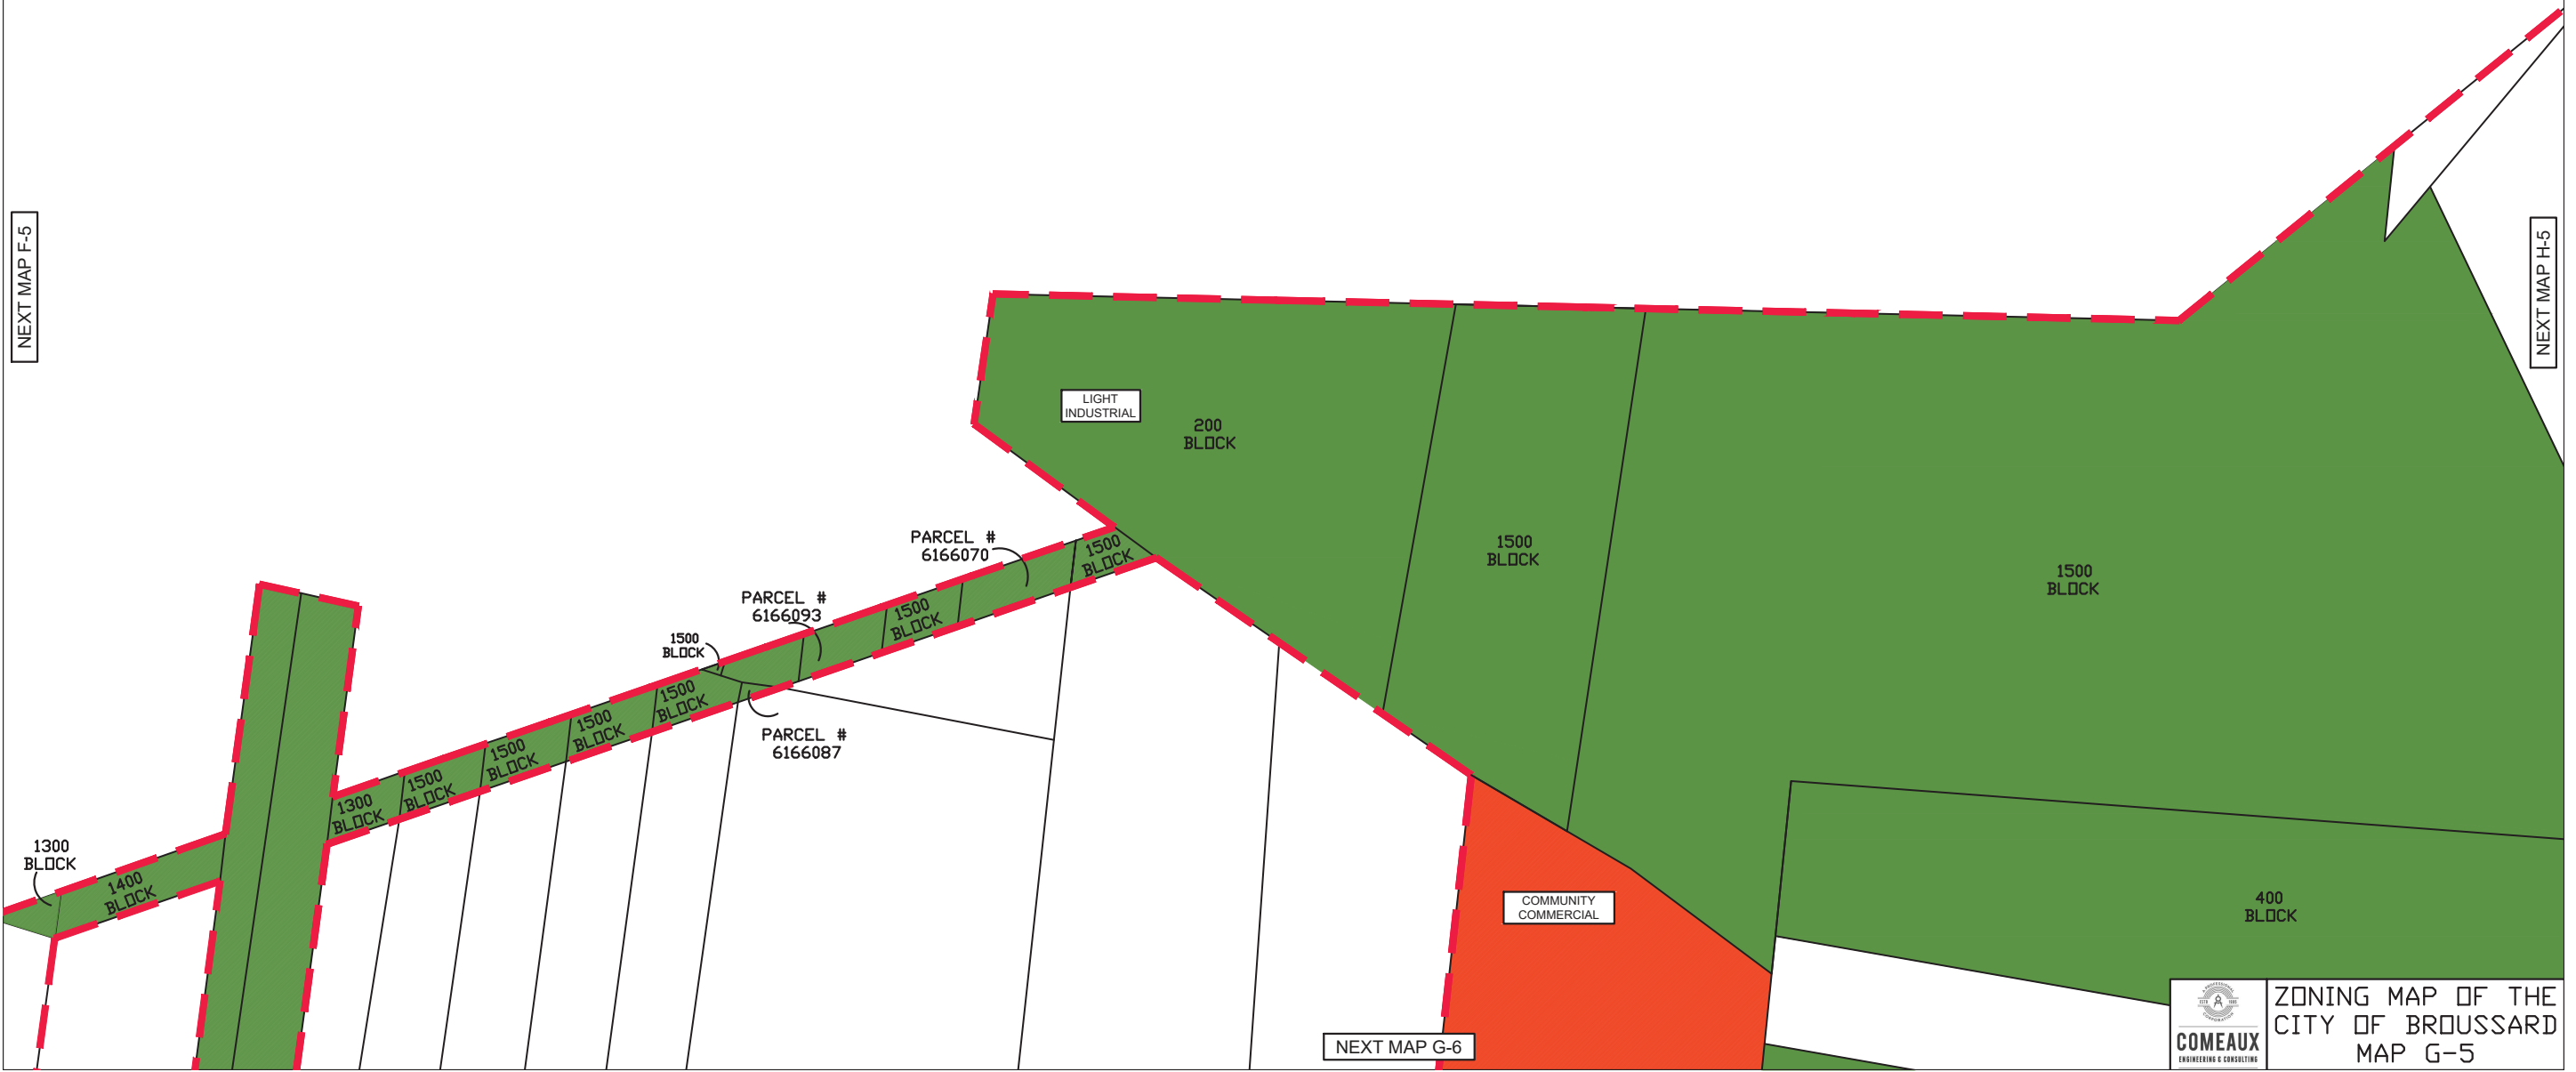 NEXT MAP F-5
NEXT MAP H-5
LIGHT
INDUSTRIAL
200
BLOCK
1500
BLOCK
1500
BLOCK
PARCEL #
6166070
1500
BLOCK
PARCEL #
6166093
1500
BLOCK
1500
BLOCK
1500
BLOCK
PARCEL #
6166087
1500
BLOCK
1500
BLOCK
1500
BLOCK
1300
BLOCK
1300
BLOCK
1400
BLOCK
COMMUNITY
COMMERCIAL
400
BLOCK
NEXT MAP G-6
COMEAUX
ENGINEERING & CONSULTING
ZONING MAP OF THE
CITY OF BROUSSARD
MAP G-5